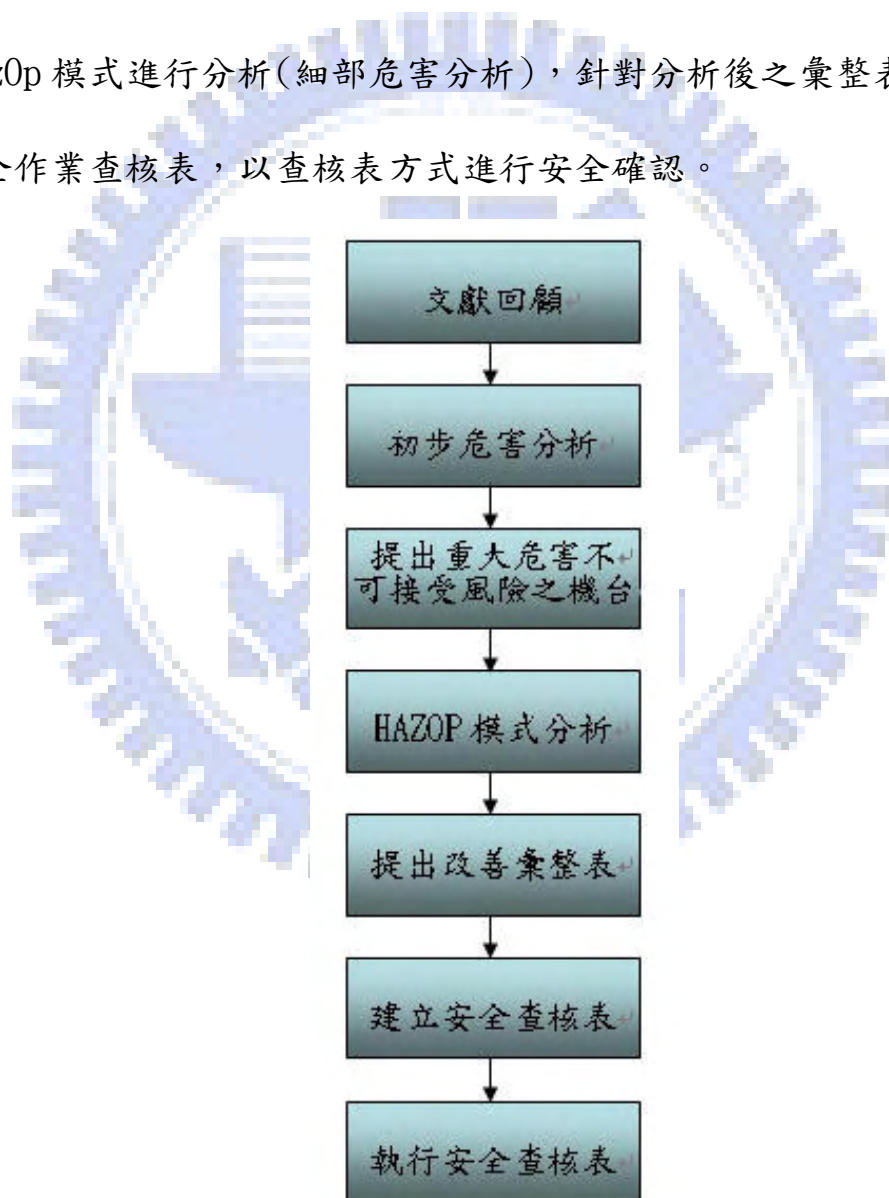 zOp 模式進行分析(細部危害分析)，針對分析後之彙整表
全作業查核表，以查核表方式進行安全確認。
文獻回顧
初步危害分析
提出重大危害不
可接受風險之機台
HAZOP 模式分析
提出改善彙整表
建立安全查核表
執行安全查核表